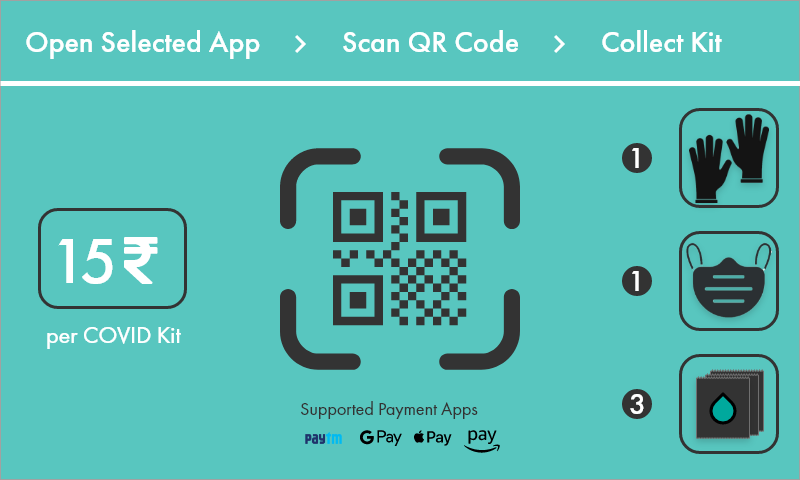 Open Selected App > Scan QR Code > Collect Kit
15₹
per COVID Kit
1
1
3
Supported Payment Apps
paytm G Pay Pay pay